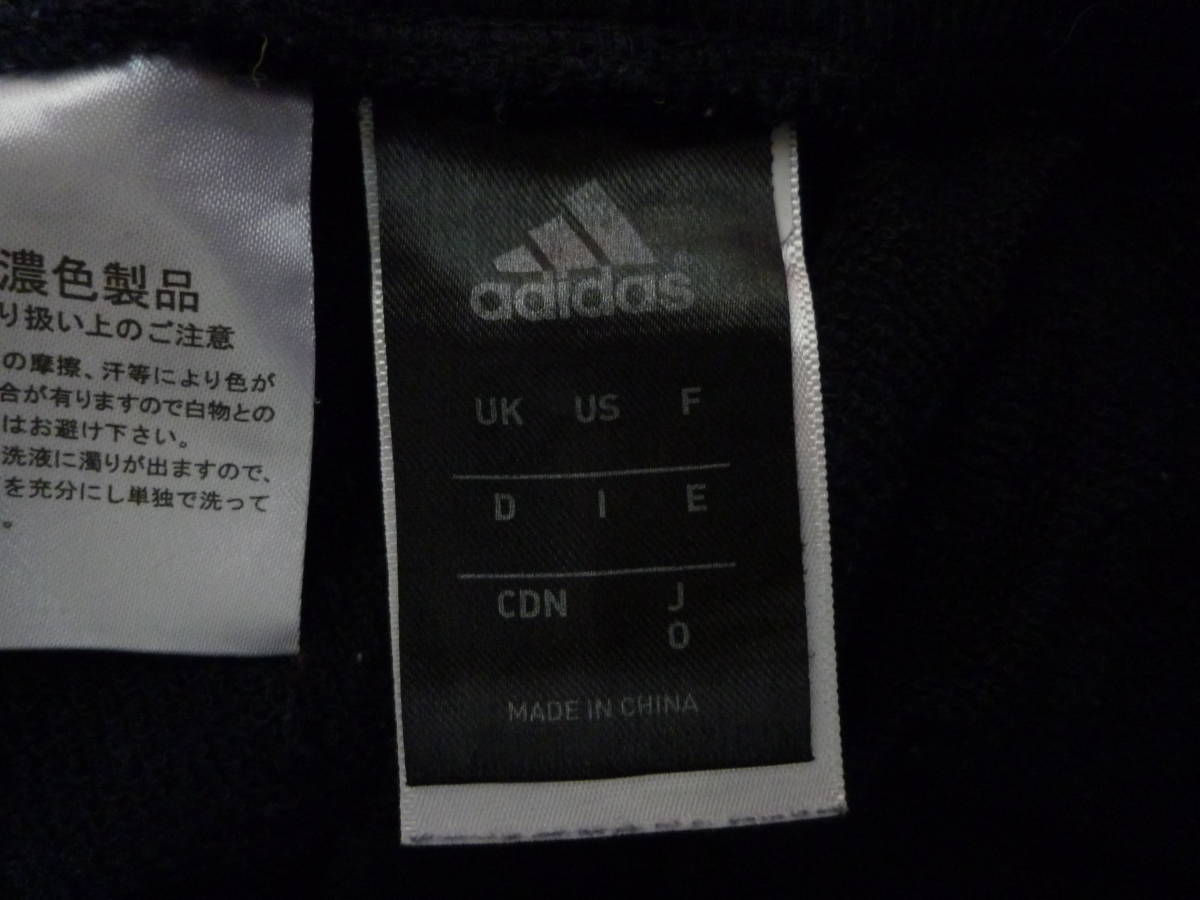 濃色製品
り扱い上のご注意
の摩擦、汗等により色が
合が有りますので白物との
はお避け下さい。
洗液に濁りが出ますので、
を充分にし単独で洗って
。
adidas
UK US F
D I E
CDN J
O
MADE IN CHINA